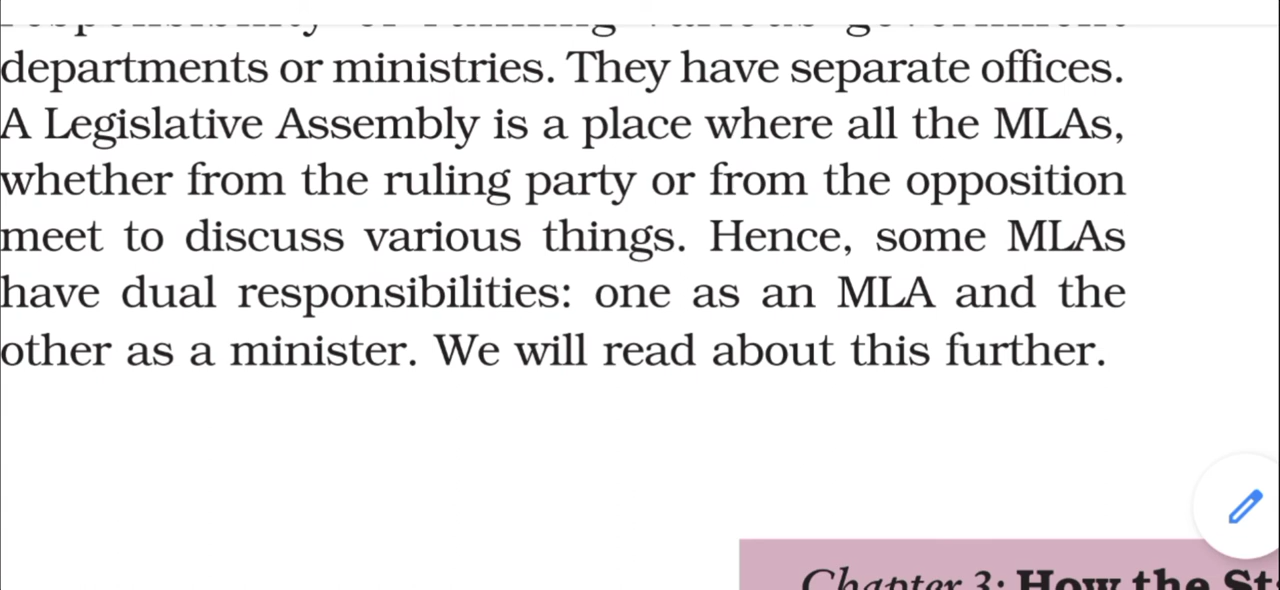 departments or ministries. They have separate offices.
A Legislative Assembly is a place where all the MLAs,
whether from the ruling party or from the opposition
meet to discuss various things. Hence, some MLAs
have dual responsibilities: one as an MLA and the
other as a minister. We will read about this further.
Chapter 3: How the